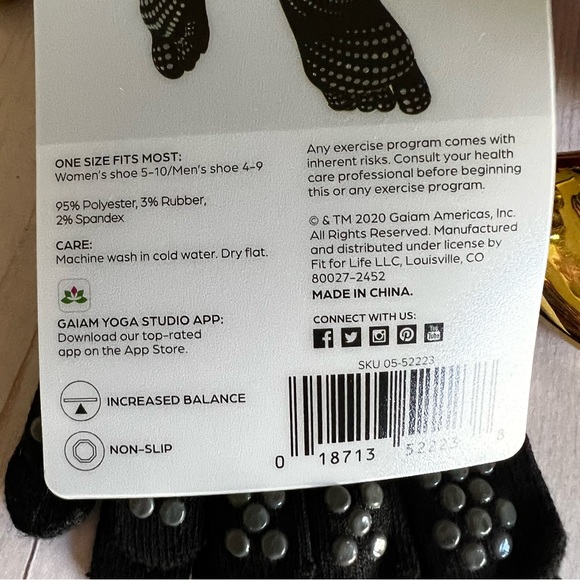 ONE SIZE FITS MOST:
Women's shoe 5-10/Men's shoe 4-9
95% Polyester, 3% Rubber,
2% Spandex
CARE:
Machine wash in cold water. Dry flat.
GAIAM YOGA STUDIO APP:
Download our top-rated
app on the App Store.
INCREASED BALANCE
NON-SLIP
Any exercise program comes with
inherent risks. Consult your health
care professional before beginning
this or any exercise program.
© & TM 2020 Gaiam Americas, Inc.
All Rights Reserved. Manufactured
and distributed under license by
Fit for Life LLC, Louisville, CO
80027-2452
MADE IN CHINA.
CONNECT WITH US:
You Tube
SKU 05-52223
0 18713 52223 8